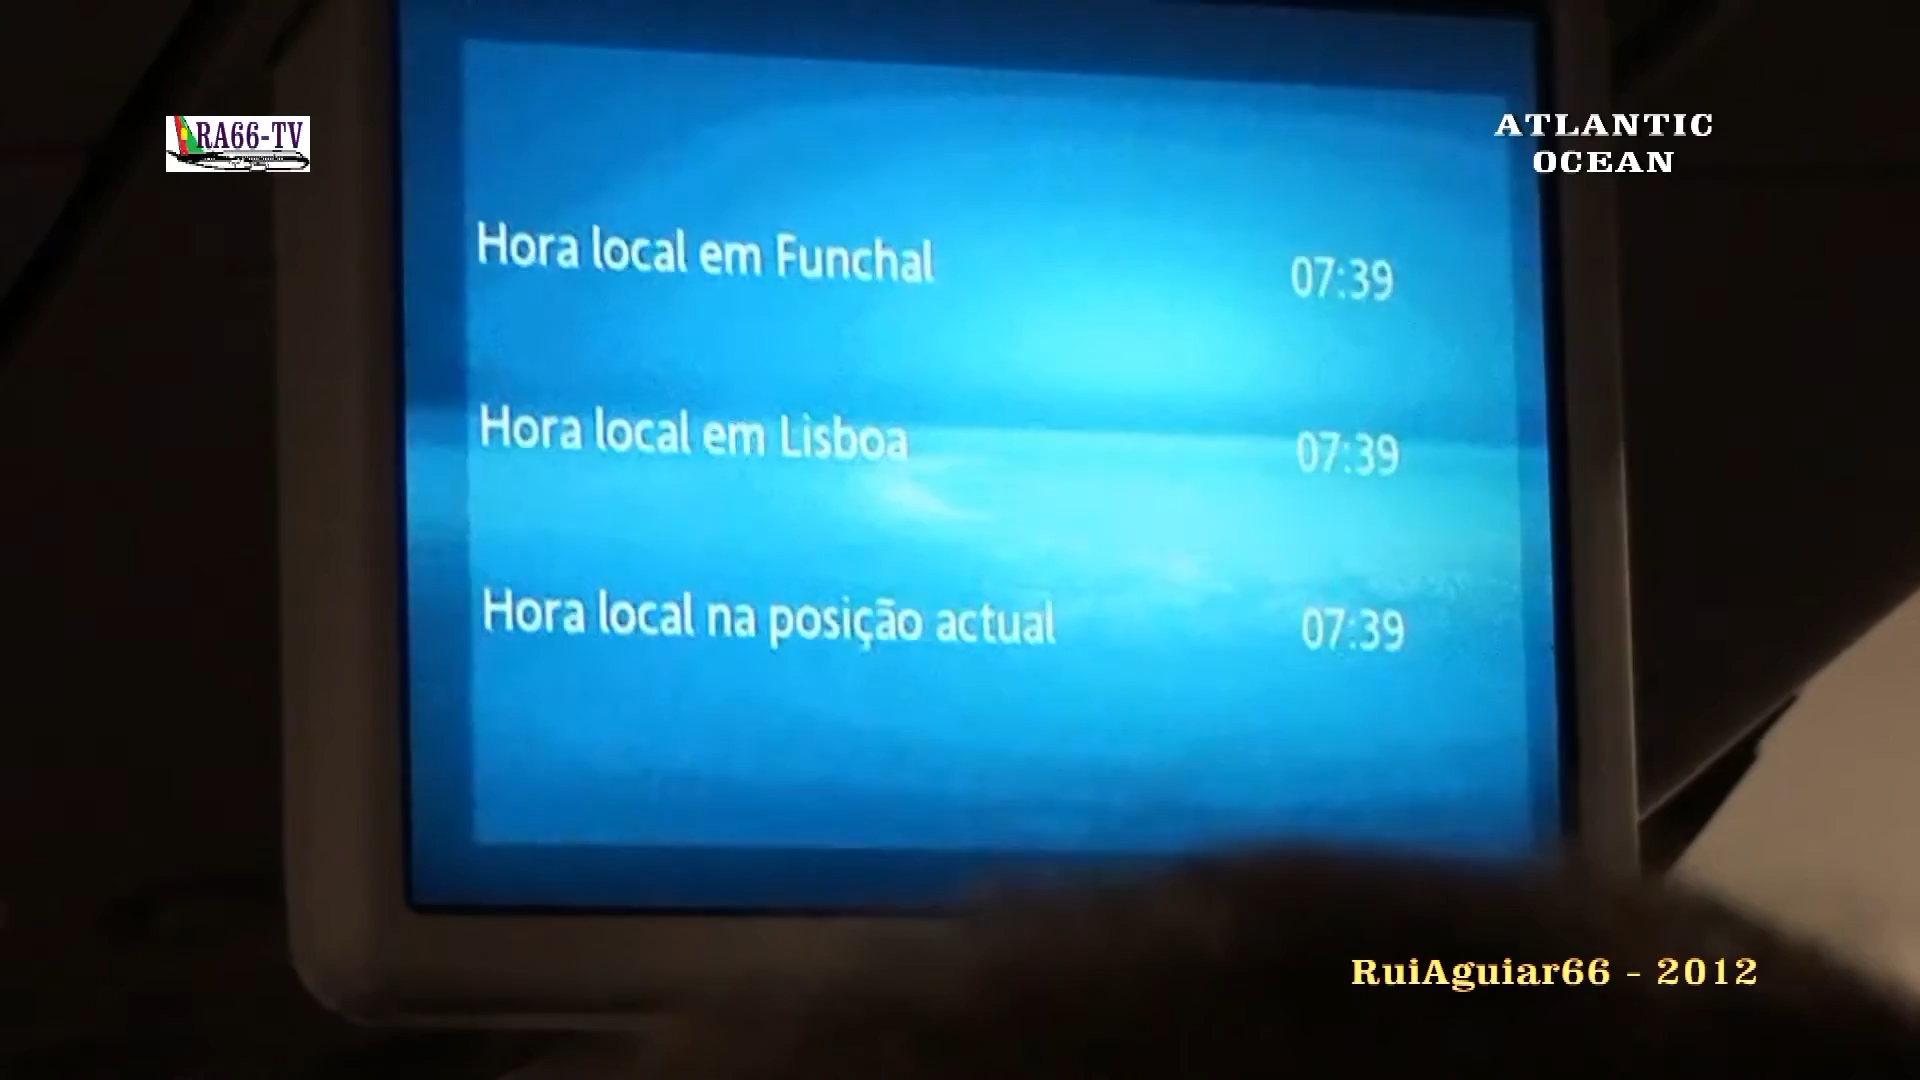 RA66-TV
ATLANTIC
OCEAN
Hora local em Funchal 07:39
Hora local em Lisboa 07:39
Hora local na posição actual 07:39
RuiAguiar66 - 2012